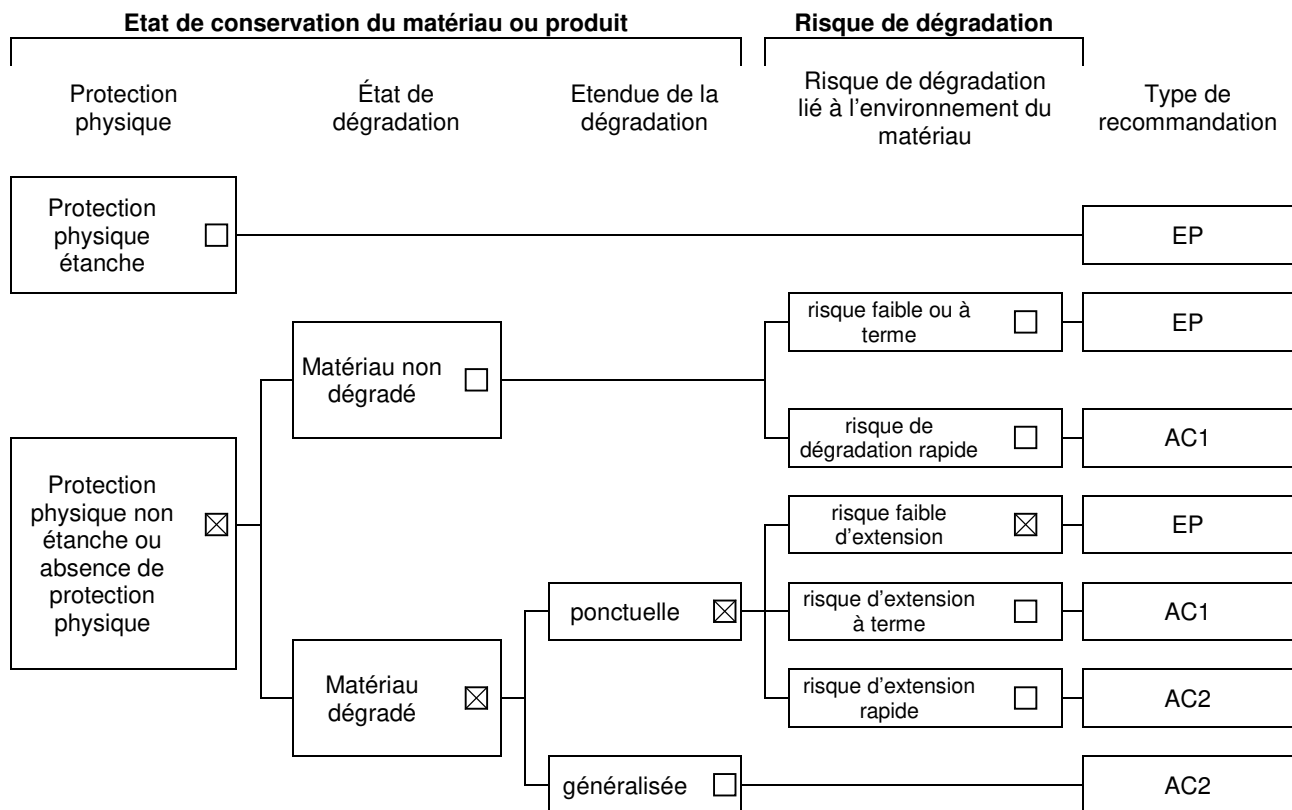 Etat de conservation du matériau ou produit
Risque de dégradation
Protection
physique
État de
dégradation
Etendue de la
dégradation
Risque de dégradation
lié à l'environnement du
matériau
Type de
recommandation
Protection
physique
étanche
EP
risque faible ou à
terme
EP
Matériau non
dégradé
risque de
dégradation rapide
AC1
Protection
physique non
étanche ou
absence de
protection
physique
risque faible
d'extension
EP
ponctuelle
risque d'extension
à terme
AC1
Matériau
dégradé
risque d'extension
rapide
AC2
généralisée
AC2